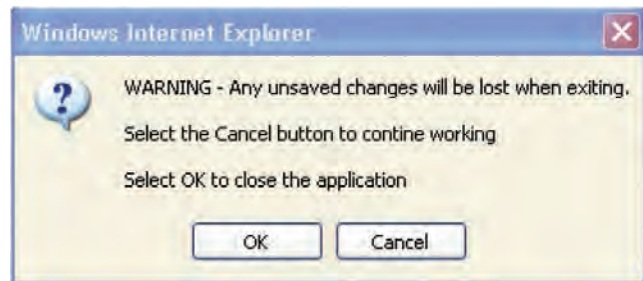 Windows Internet Explorer
WARNING - Any unsaved changes will be lost when exiting.
Select the Cancel button to contine working
Select OK to close the application
OK
Cancel